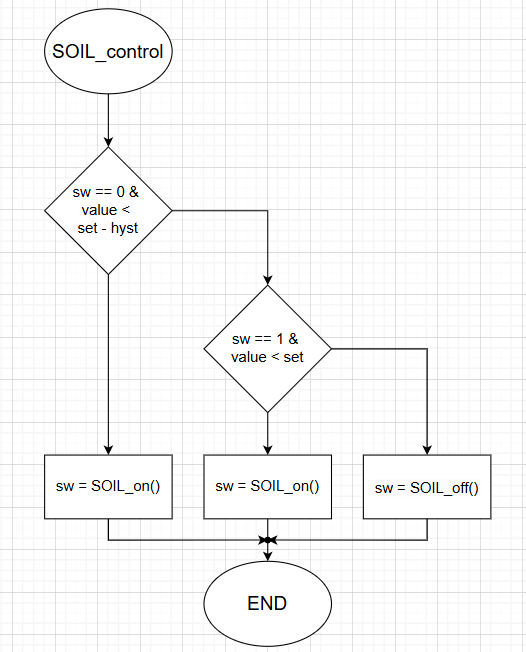 SOIL_control
sw == 0 &
value <
set - hyst
sw == 1 &
value < set
sw = SOIL_on()
sw = SOIL_on()
sw = SOIL_off()
END